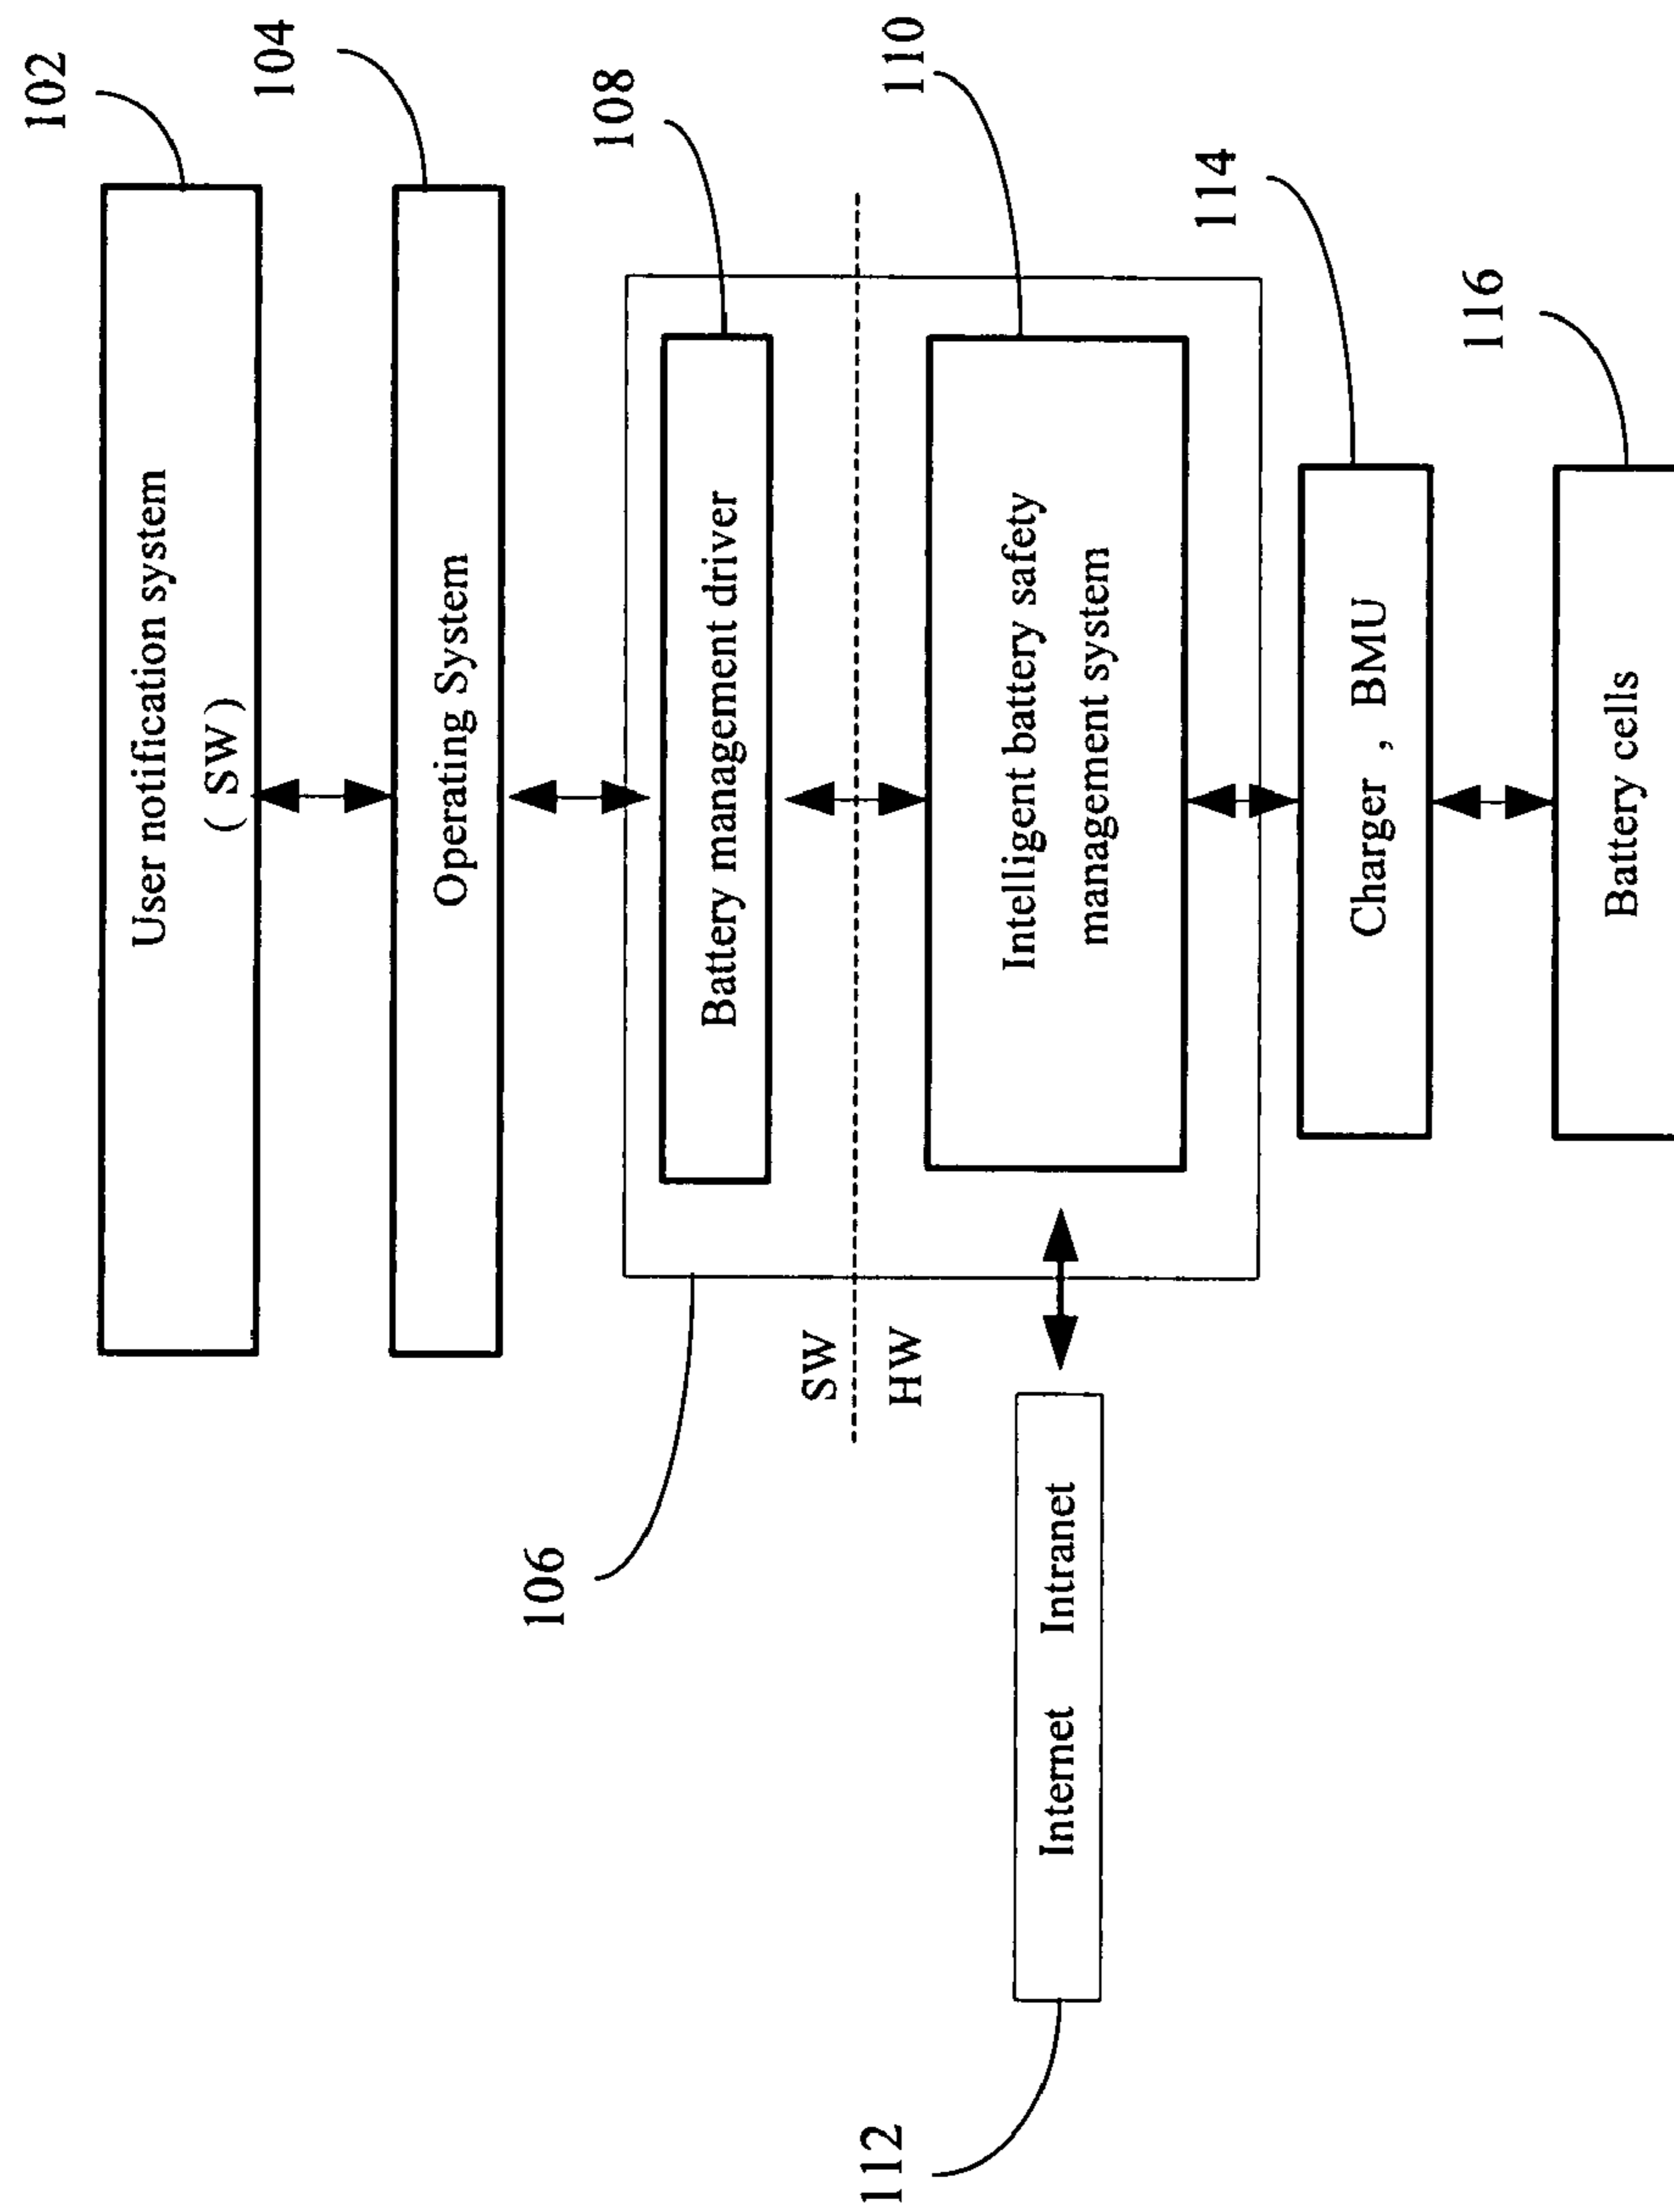 102
User notification system
( SW )
104
Operating System
106
108
Battery management driver
SW
HW
110
Intelligent battery safety
management system
112
Internet Intranet
114
Charger , BMU
116
Battery cells